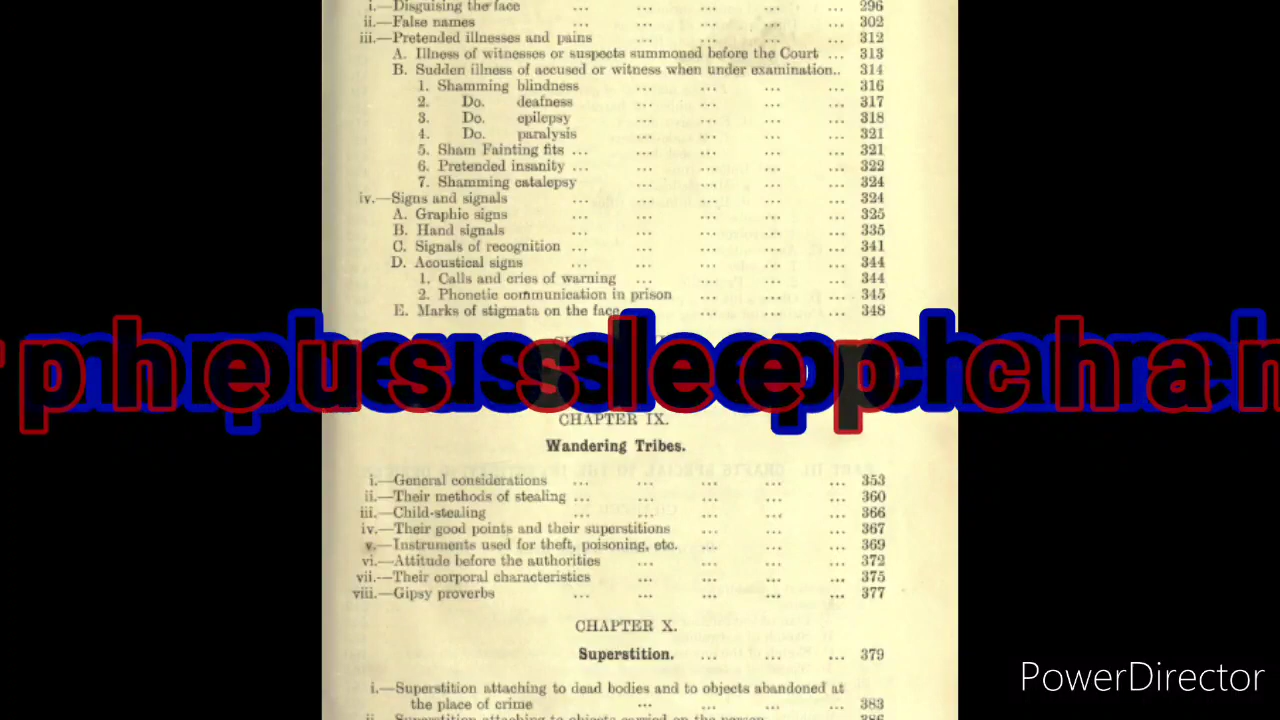 i.—Disguising the face ... ... ... ... ... 296
ii.—False names ... ... ... ... ... 302
iii.—Pretended illnesses and pains ... ... ... ... 312
A. Illness of witnesses or suspects summoned before the Court ... 313
B. Sudden illness of accused or witness when under examination.. 314
1. Shamming blindness ... ... ... ... 316
2. Do. deafness ... ... ... ... 317
3. Do. epilepsy ... ... ... ... 318
4. Do. paralysis ... ... ... ... 321
5. Sham Fainting fits ... ... ... ... ... 321
6. Pretended insanity ... ... ... ... ... 322
7. Shamming catalepsy ... ... ... ... 324
iv.—Signs and signals ... ... ... ... ... 324
A. Graphic signs ... ... ... ... ... 325
B. Hand signals ... ... ... ... ... 335
C. Signals of recognition ... ... ... ... ... 341
D. Acoustical signs ... ... ... ... 344
1. Calls and cries of warning ... ... ... 344
2. Phonetic communication in prison ... ... ... 345
E. Marks of stigmata on the face ... ... ... 348
CHAPTER IX.
Wandering Tribes.
i.—General considerations ... ... ... ... ... 353
ii.—Their methods of stealing ... ... ... ... ... 360
iii.—Child-stealing ... ... ... ... ... 366
iv.—Their good points and their superstitions ... ... ... 367
v.—Instruments used for theft, poisoning, etc. ... ... 369
vi.—Attitude before the authorities ... ... ... ... 372
vii.—Their corporal characteristics ... ... ... ... 375
viii.—Gipsy proverbs ... ... ... ... ... 377
CHAPTER X.
Superstition. ... ... ... 379
i.—Superstition attaching to dead bodies and to objects abandoned at
the place of crime ... ... ... ... 383
PowerDirector